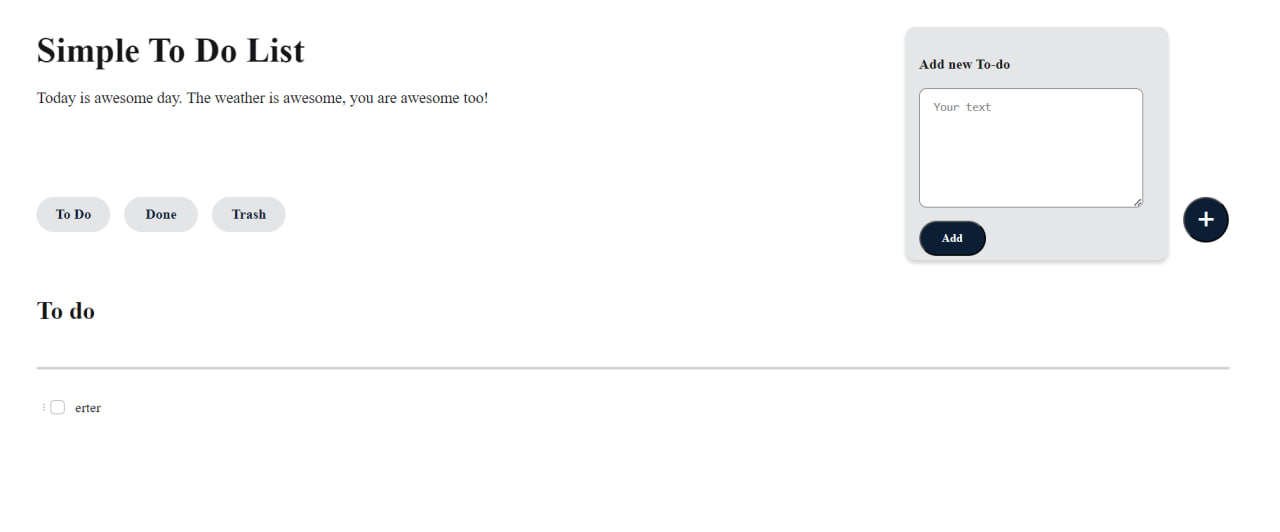 Simple To Do List
Today is awesome day. The weather is awesome, you are awesome too!
Add new To-do
Your text
Add
To Do
Done
Trash
+
To do
erter